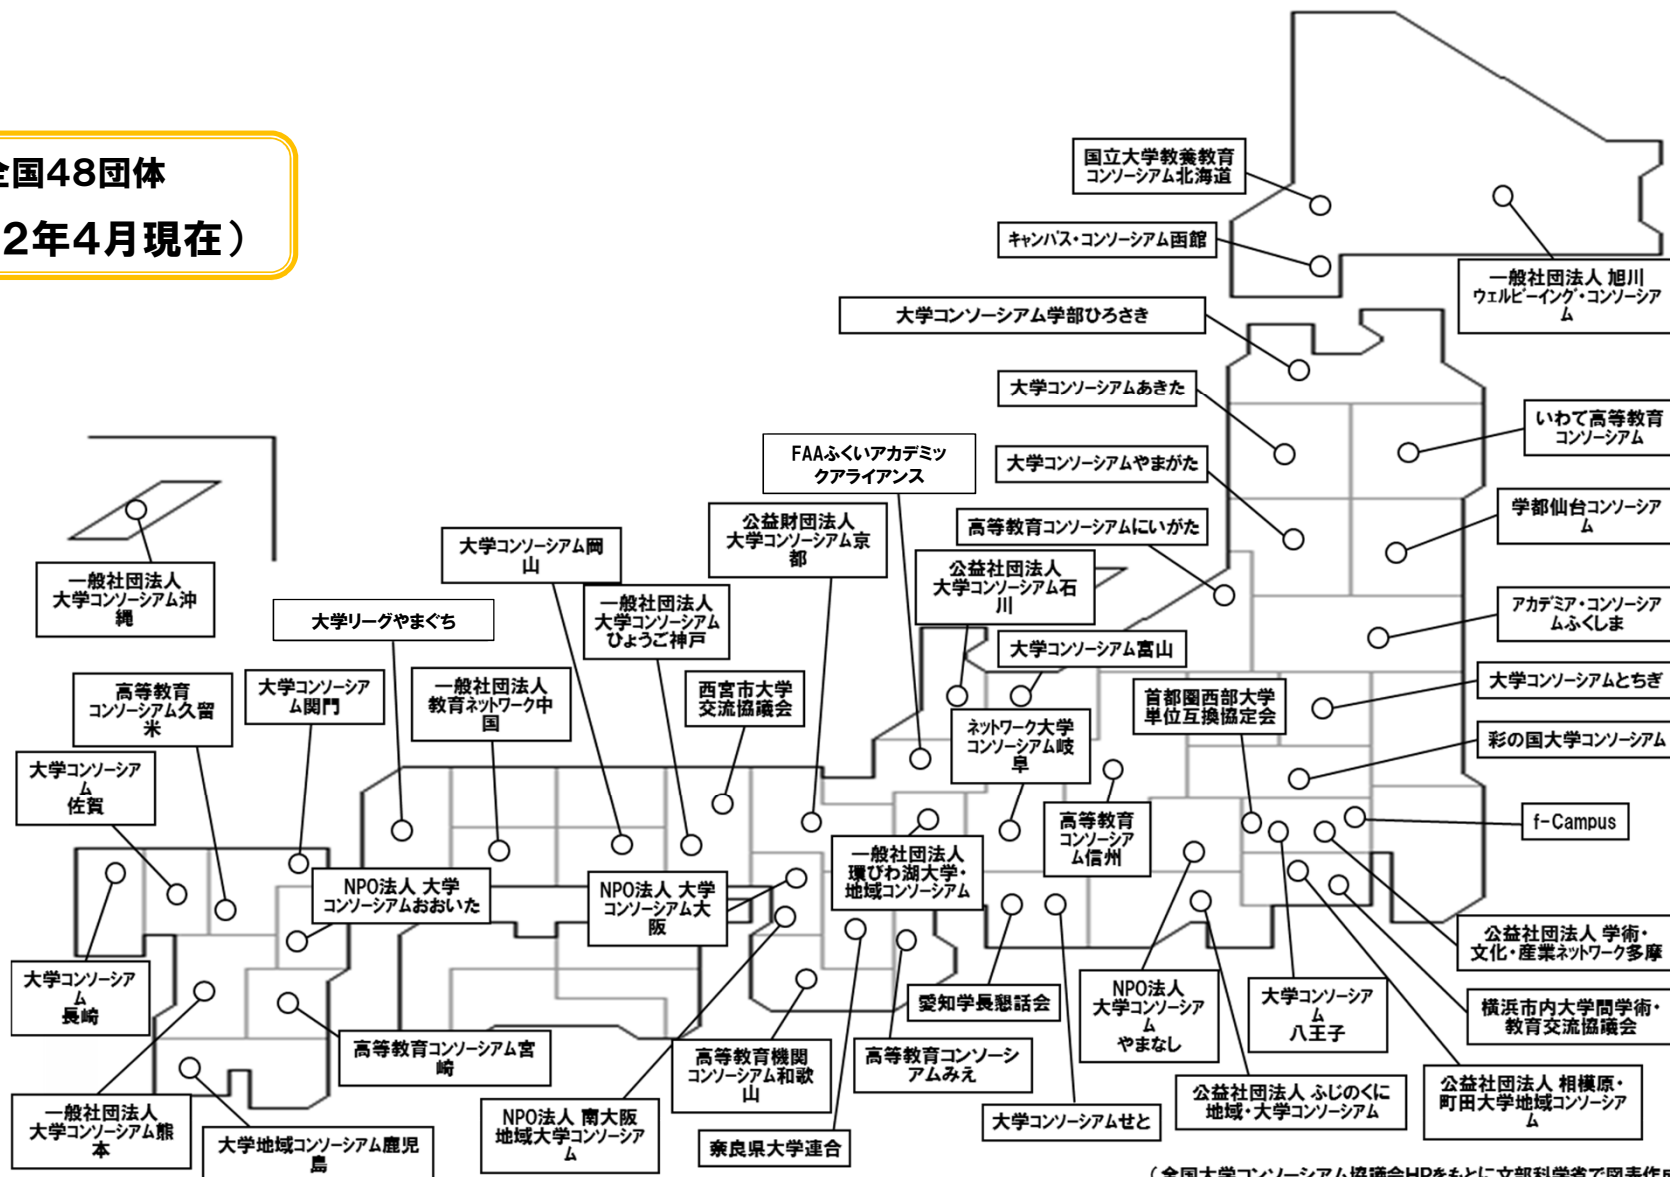 全国48団体
2年4月現在）
国立大学教養教育
コンソーシアム北海道
キャンパス・コンソーシアム函館
一般社団法人 旭川
ウェルビーイング・コンソーシア
ム
大学コンソーシアム学部ひろさき
大学コンソーシアムあきた
いわて高等教育
コンソーシアム
FAAふくいアカデミッ
クアライアンス
大学コンソーシアムやまがた
学都仙台コンソーシア
ム
公益財団法人
大学コンソーシアム京
都
高等教育コンソーシアムにいがた
大学コンソーシアム岡
山
公益社団法人
大学コンソーシアム石
川
一般社団法人
大学コンソーシアム沖
縄
一般社団法人
大学コンソーシアム
ひょうご神戸
アカデミア・コンソーシア
ムふくしま
大学リーグやまぐち
大学コンソーシアム富山
高等教育
コンソーシアム久留
米
大学コンソーシア
ム関門
一般社団法人
教育ネットワーク中
国
西宮市大学
交流協議会
首都圏西部大学
単位互換協定会
大学コンソーシアムとちぎ
ネットワーク大学
コンソーシアム岐
阜
彩の国大学コンソーシアム
大学コンソーシア
ム
佐賀
高等教育
コンソーシア
ム信州
f-Campus
一般社団法人
環びわ湖大学・
地域コンソーシアム
NPO法人 大学
コンソーシアムおおいた
NPO法人 大学
コンソーシアム大
阪
公益社団法人 学術・
文化・産業ネットワーク多摩
大学コンソーシア
ム
長崎
愛知学長懇話会
NPO法人
大学コンソーシア
ム
やまなし
大学コンソーシア
ム
八王子
横浜市内大学間学術・
教育交流協議会
高等教育コンソーシアム宮
崎
高等教育機関
コンソーシアム和歌
山
高等教育コンソーシ
アムみえ
公益社団法人 ふじのくに
地域・大学コンソーシアム
公益社団法人 相模原・
町田大学地域コンソーシア
ム
一般社団法人
大学コンソーシアム熊
本
大学地域コンソーシアム鹿児
島
NPO法人 南大阪
地域大学コンソーシア
ム
奈良県大学連合
大学コンソーシアムせと
（全国大学コンソーシアム協議会HPをもとに文部科学省で図表作成